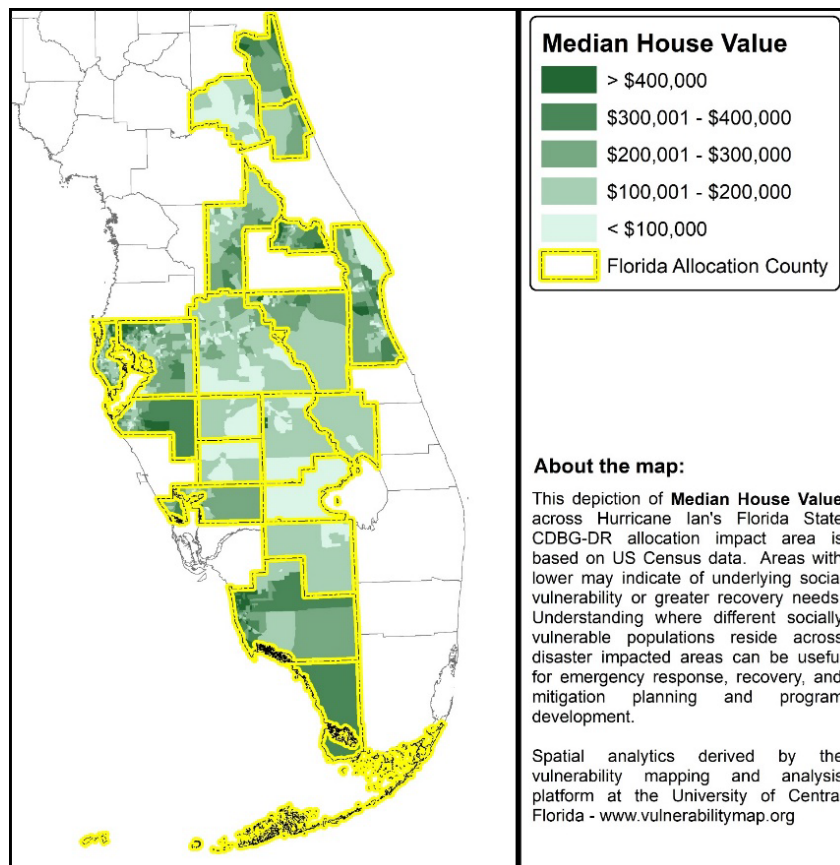 Median House Value
> $400,000
$300,001 - $400,000
$200,001 - $300,000
$100,001 - $200,000
< $100,000
Florida Allocation County
About the map:
This depiction of Median House Value
across Hurricane Ian's Florida State
CDBG-DR allocation impact area is
based on US Census data. Areas with
lower may indicate of underlying socia
vulnerability or greater recovery needs
Understanding where different socially
vulnerable populations reside across
disaster impacted areas can be usefu
for emergency response, recovery, and
mitigation planning and program
development.
Spatial analytics derived by the
vulnerability mapping and analysis
platform at the University of Centra
Florida - www.vulnerabilitymap.org